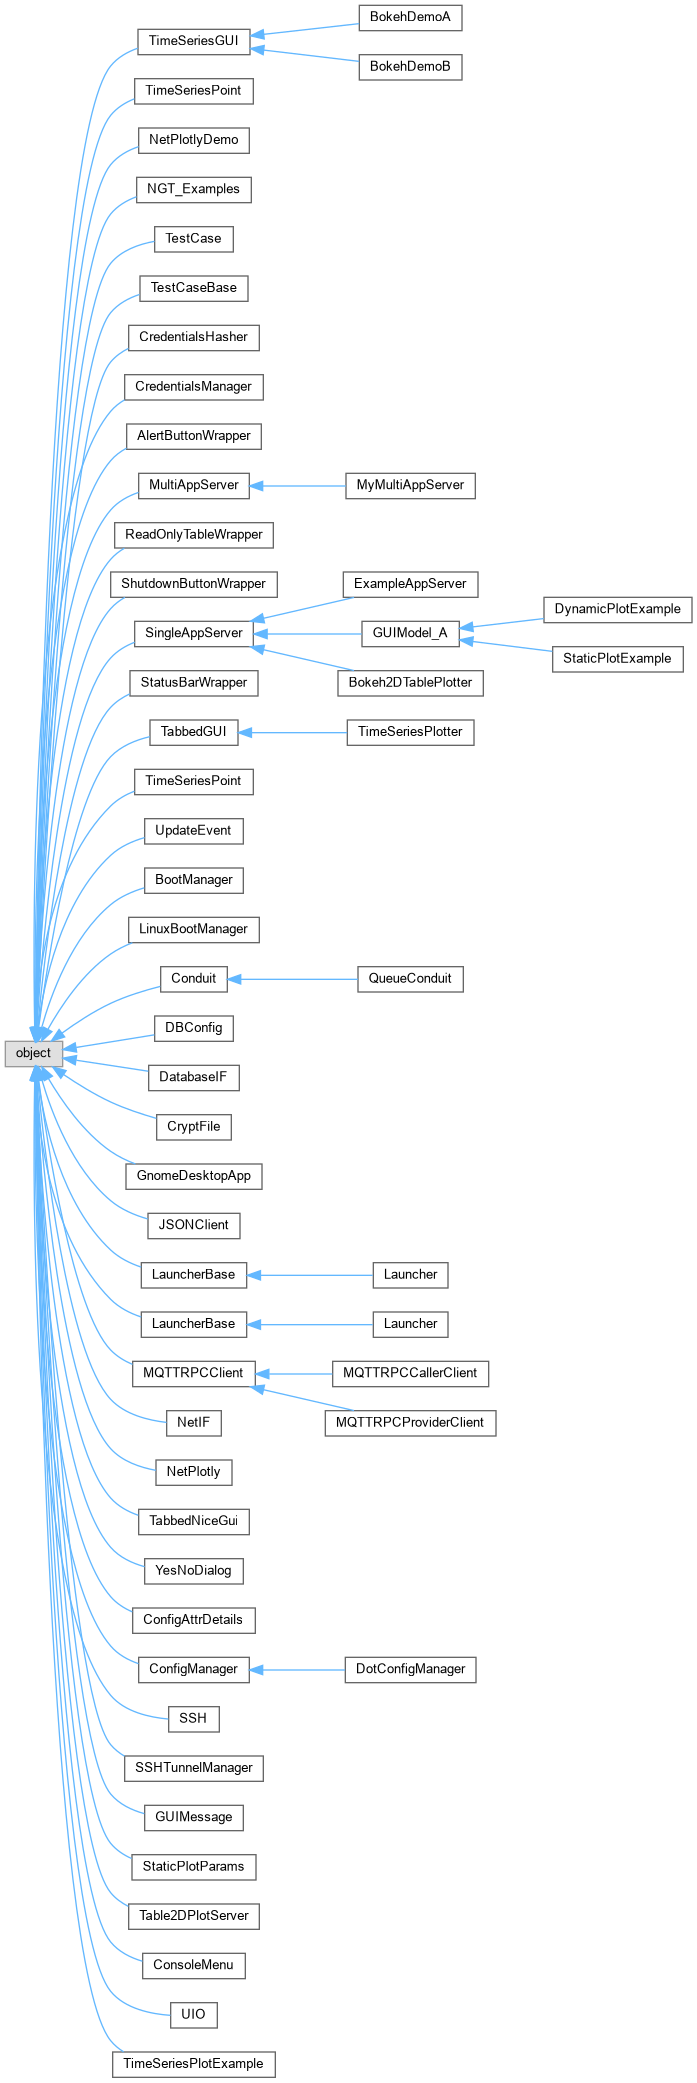 BokehDemoA
TimeSeriesGUI
BokehDemoB
TimeSeriesPoint
NetPlotlyDemo
NGT_Examples
TestCase
TestCaseBase
CredentialsHasher
CredentialsManager
AlertButtonWrapper
MultiAppServer
MyMultiAppServer
ReadOnlyTableWrapper
ShutdownButtonWrapper
ExampleAppServer
SingleAppServer
GUIModel_A
DynamicPlotExample
StaticPlotExample
Bokeh2DTablePlotter
StatusBarWrapper
TabbedGUI
TimeSeriesPlotter
TimeSeriesPoint
UpdateEvent
BootManager
LinuxBootManager
Conduit
QueueConduit
DBConfig
object
DatabaseIF
CryptFile
GnomeDesktopApp
JSONClient
LauncherBase
Launcher
LauncherBase
Launcher
MQTTRPCClient
MQTTRPCCallerClient
MQTTRPCProviderClient
NetIF
NetPlotly
TabbedNiceGui
YesNoDialog
ConfigAttrDetails
ConfigManager
DotConfigManager
SSH
SSHTunnelManager
GUIMessage
StaticPlotParams
Table2DPlotServer
ConsoleMenu
UIO
TimeSeriesPlotExample